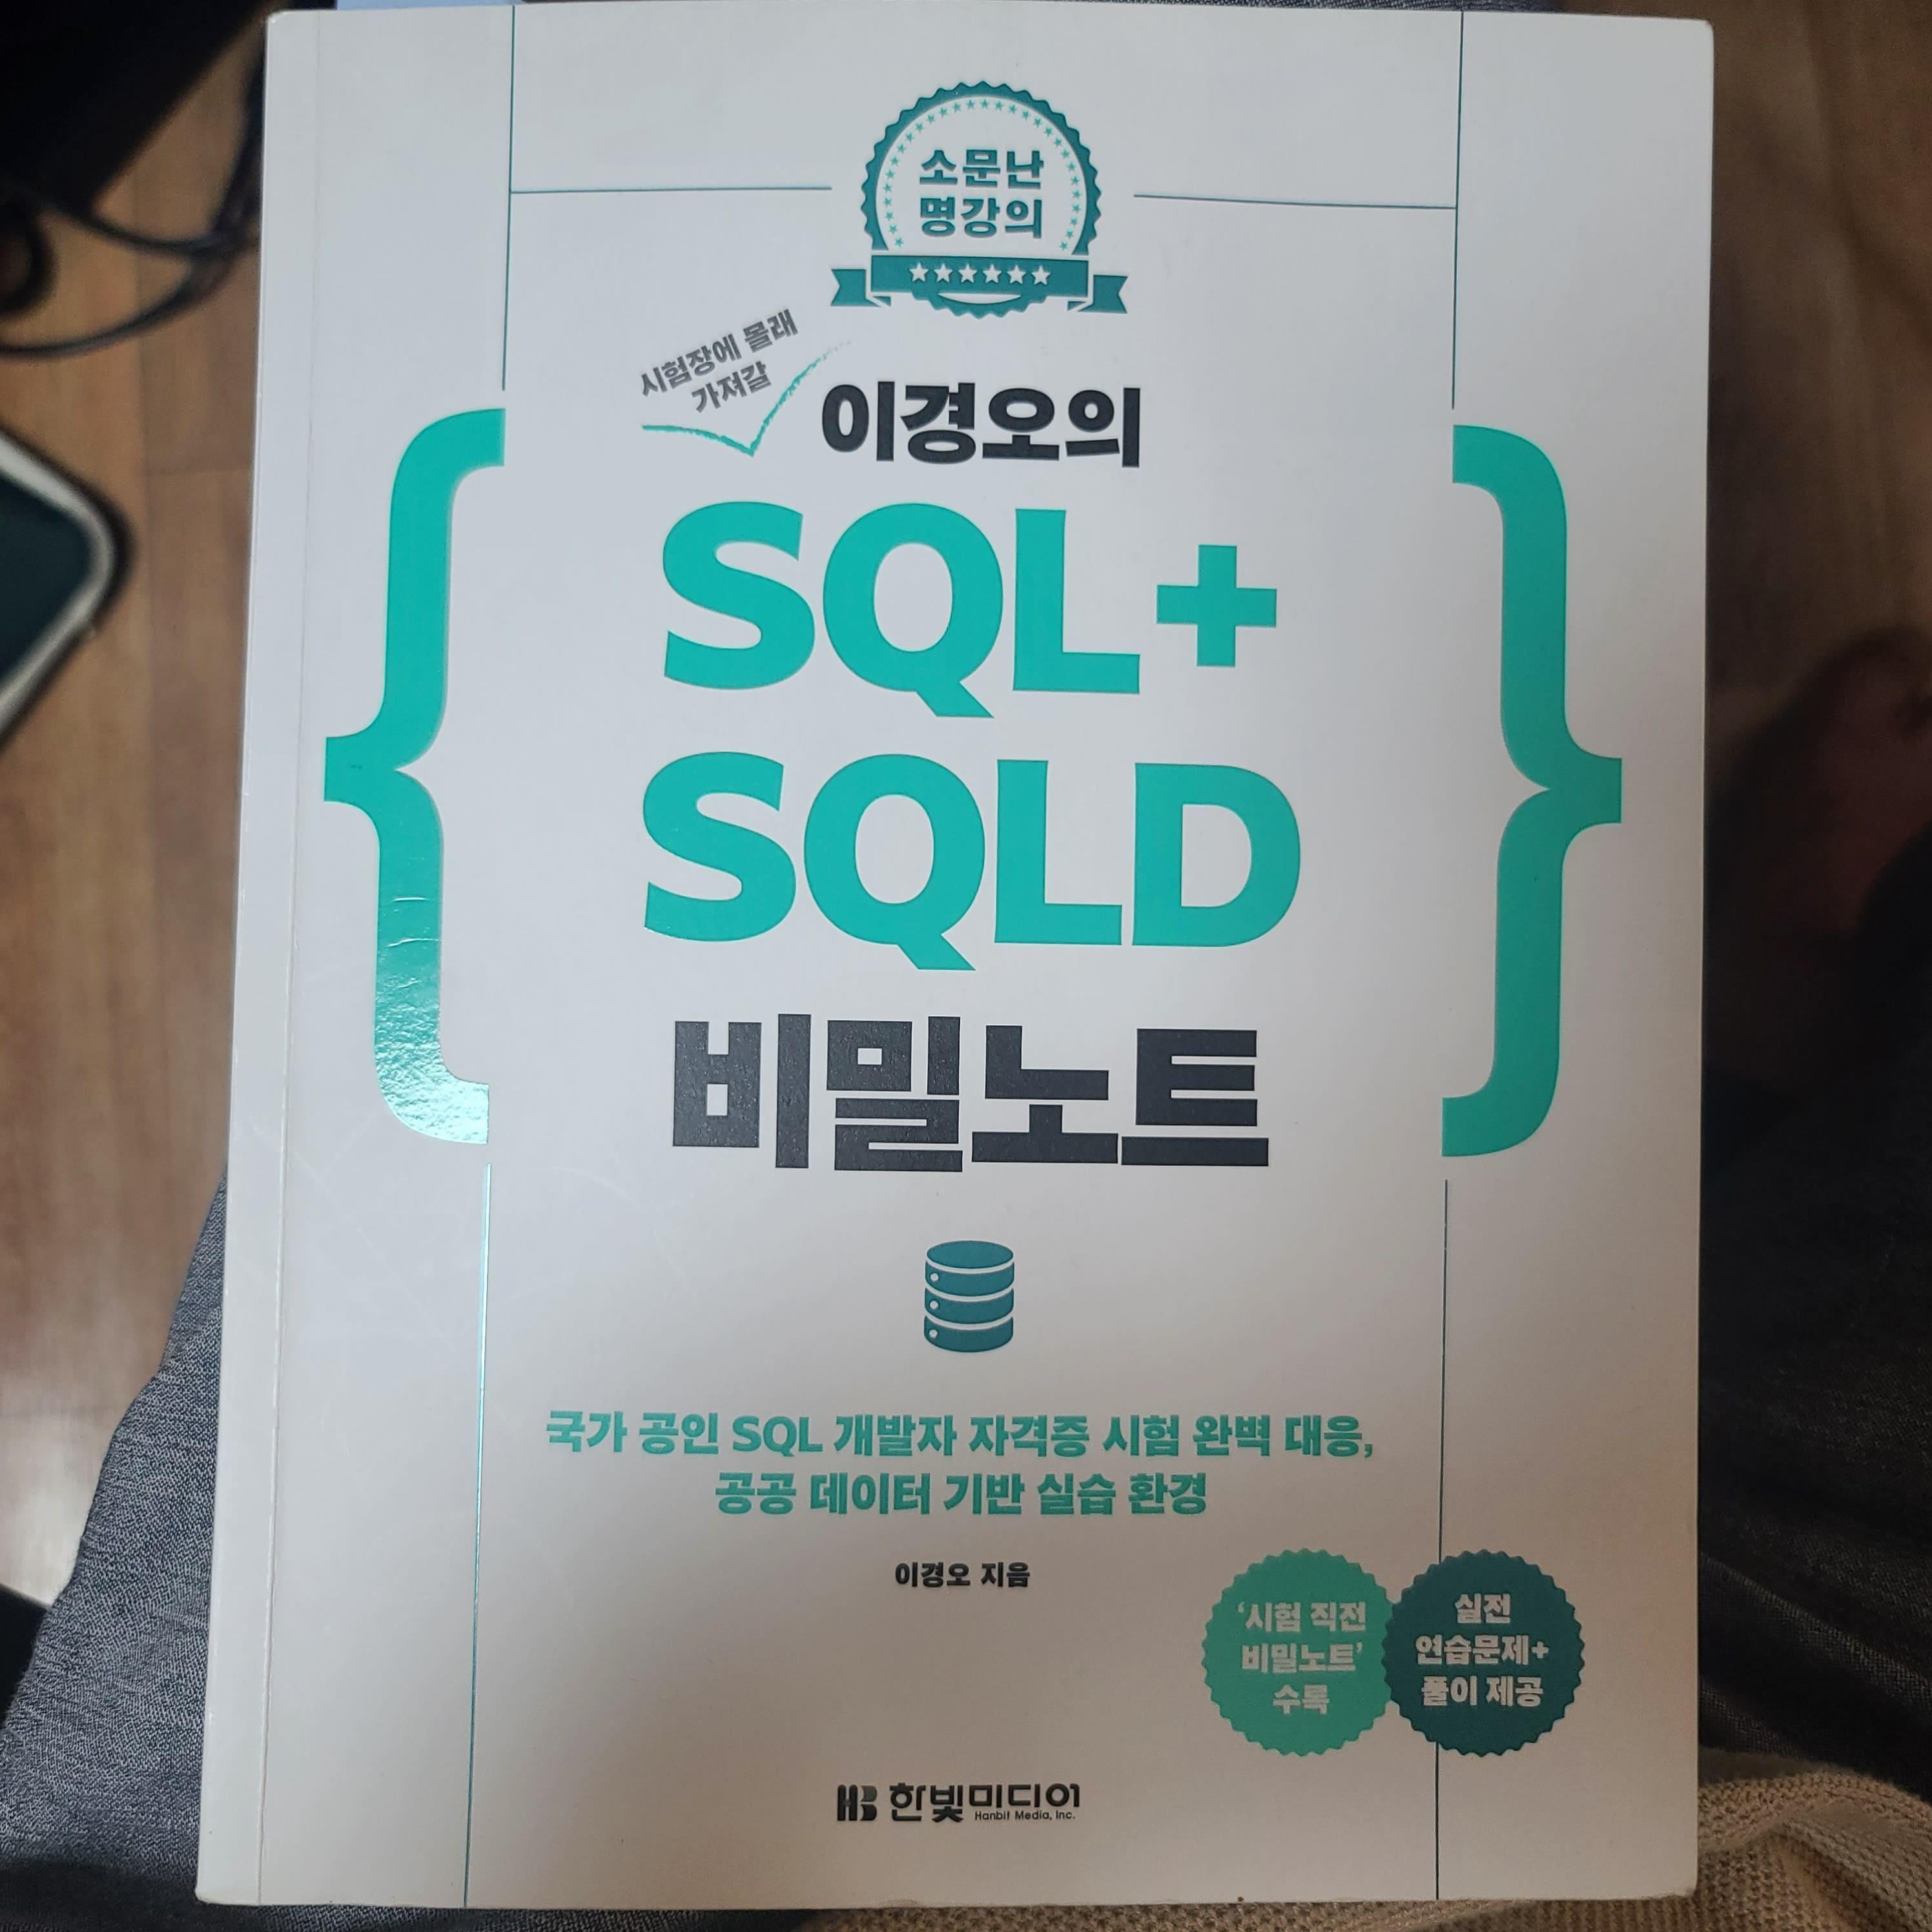 소문난
명강의
시험장에 몰래
가져갈
이경오의
SQL+
SQLD
비밀노트
국가 공인 SQL 개발자 자격증 시험 완벽 대응,
공공 데이터 기반 실습 환경
이경오 지음
‘시험 직전
비밀노트’
수록
실전
연습문제+
풀이 제공
HB 한빛미디어
Hanbit Media, Inc.